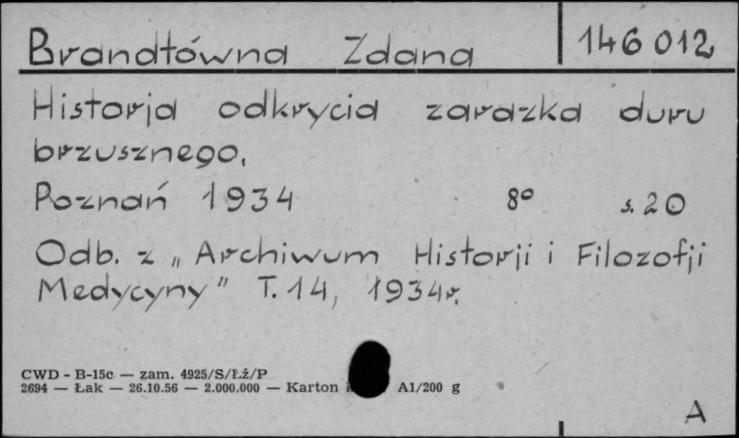 Brandtówna Zdana 146 012
Historja odkrycia zarazka duru
brzusznego.
Poznań 1934 8° s. 20
Odb. z „Archiwum Historji i Filozofji
Medycyny" T. 14, 1934 r.
CWD - B-15c — zam. 4925/S/Łż/P
2694 — Łak — 26.10.56 — 2.000.000 — Karton A1/200 g
A